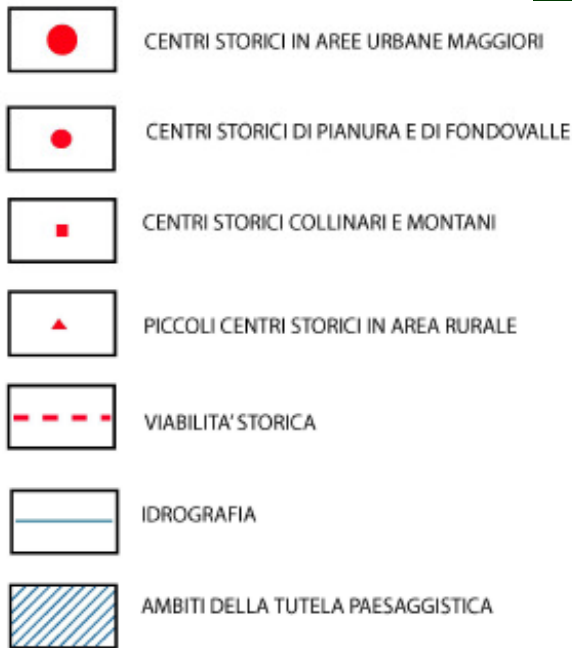 CENTRI STORICI IN AREE URBANE MAGGIORI
CENTRI STORICI DI PIANURA E DI FONDOVALLE
CENTRI STORICI COLLINARI E MONTANI
PICCOLI CENTRI STORICI IN AREA RURALE
VIABILITA' STORICA
IDROGRAFIA
AMBITI DELLA TUTELA PAESAGGISTICA